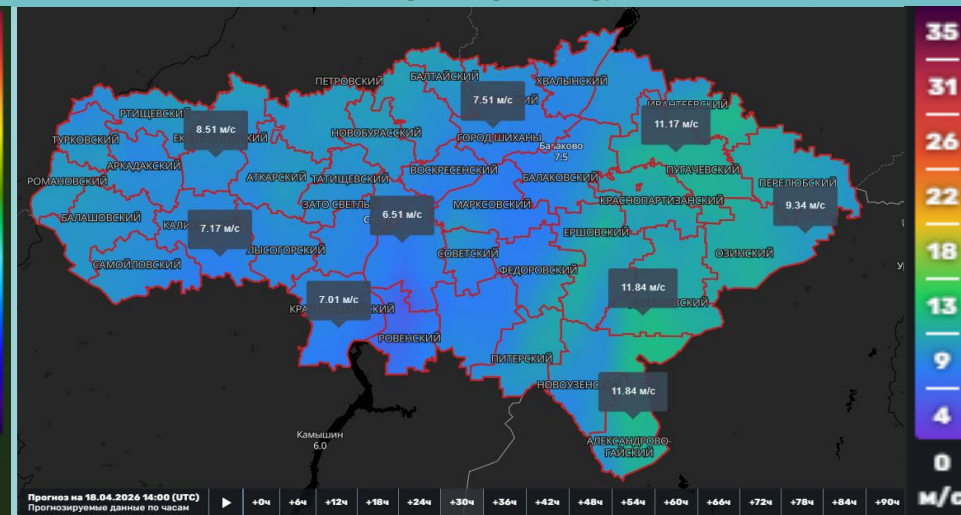 ПЕТРОВСКИЙ
БАЛТАЙСКИЙ
ХВАЛЫНСКИЙ
7.51 м/с
ИВАНТЕЕВСКИЙ
РТИЩЕВСКИЙ
8.51 м/с
11.17 м/с
ТУРКОВСКИЙ
НОВОБУРАССКИЙ
ГОРОД ШИХАНЫ
Балаково
7.5
АРКАДАКСКИЙ
ВОСКРЕСЕНСКИЙ
ПУГАЧЕВСКИЙ
РОМАНОВСКИЙ
АТКАРСКИЙ
ТАТИЩЕВСКИЙ
БАЛАКОВСКИЙ
ПЕРЕЛЮБСКИЙ
ЗАТО СВЕТЛЫ
МАРКСОВСКИЙ
КРАСНОПАРТИЗАНСКИЙ
9.34 м/с
БАЛАШОВСКИЙ
КАЛИ
7.17 м/с
6.51 м/с
ЕРШОВСКИЙ
ЛЫСОГОРСКИЙ
СОВЕТСКИЙ
ОЗИНСКИЙ
САМОЙЛОВСКИЙ
ФЕДОРОВСКИЙ
11.84 м/с
7.01 м/с
РОВЕНСКИЙ
ПИТЕРСКИЙ
НОВОУЗЕНС
11.84 м/с
АЛЕКСАНДРОВО-
ГАЙСКИЙ
Камышин
6.0
35
31
26
22
18
13
9
4
0
м/с
Прогноз на 18.04.2026 14:00 (UTC)
Прогнозируемые данные по часам
+0ч +6ч +12ч +18ч +24ч +30ч +36ч +42ч +48ч +54ч +60ч +66ч +72ч +78ч +84ч +90ч